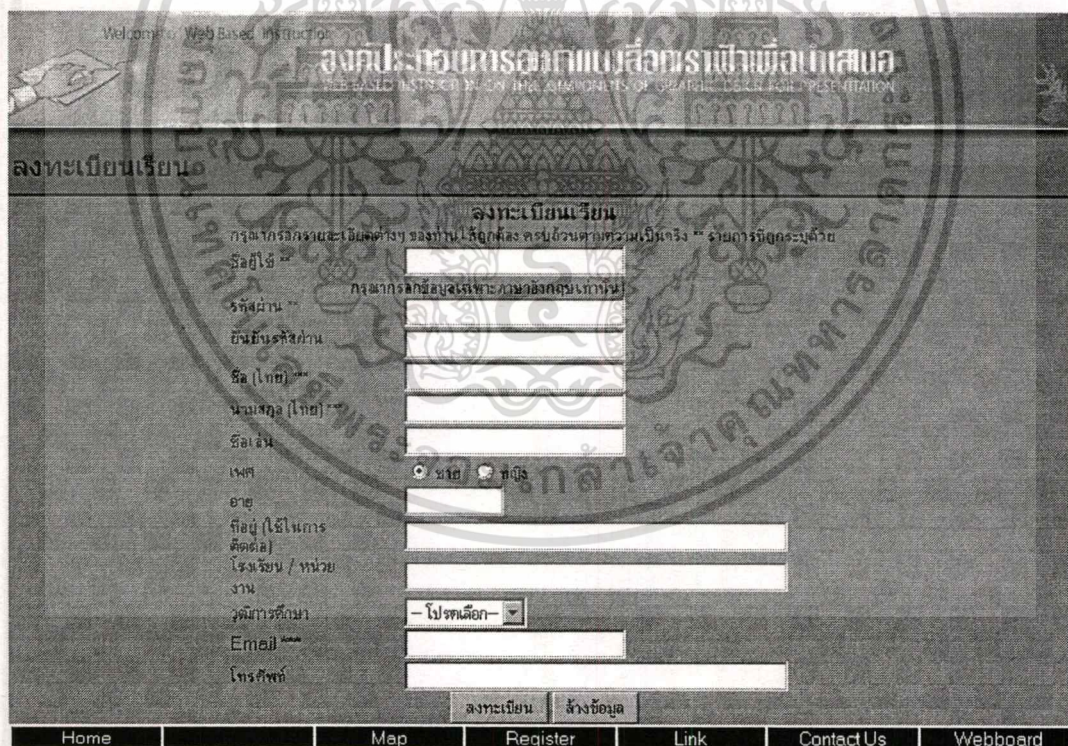 Welcome to Web Based Instruction
องค์ประกอบการออกแบบสื่อกราฟิกเพื่อนำเสนอ
WEB BASED INSTRUCTION ON THE COMPONENTS OF GRAPHIC DESIGN FOR PRESENTATION
ลงทะเบียนเรียน
ลงทะเบียนเรียน
กรุณากรอกรายละเอียดต่างๆ ของท่านให้ถูกต้อง ครบถ้วนตามความเป็นจริง ** รายการที่ถูกระบุด้วย
ชื่อผู้ใช้ **
กรุณากรอกข้อมูลเฉพาะภาษาอังกฤษเท่านั้น
รหัสผ่าน **
ยืนยันรหัสผ่าน
ชื่อ (ไทย) ***
นามสกุล (ไทย) ***
ชื่อเล่น
เพศ ชาย หญิง
อายุ
ที่อยู่ (ใช้ในการ
ติดต่อ)
โรงเรียน / หน่วย
งาน
วุฒิการศึกษา –โปรดเลือก–
Email ***
โทรศัพท์
ลงทะเบียน ล้างข้อมูล
Home Map Register Link Contact Us Webboard